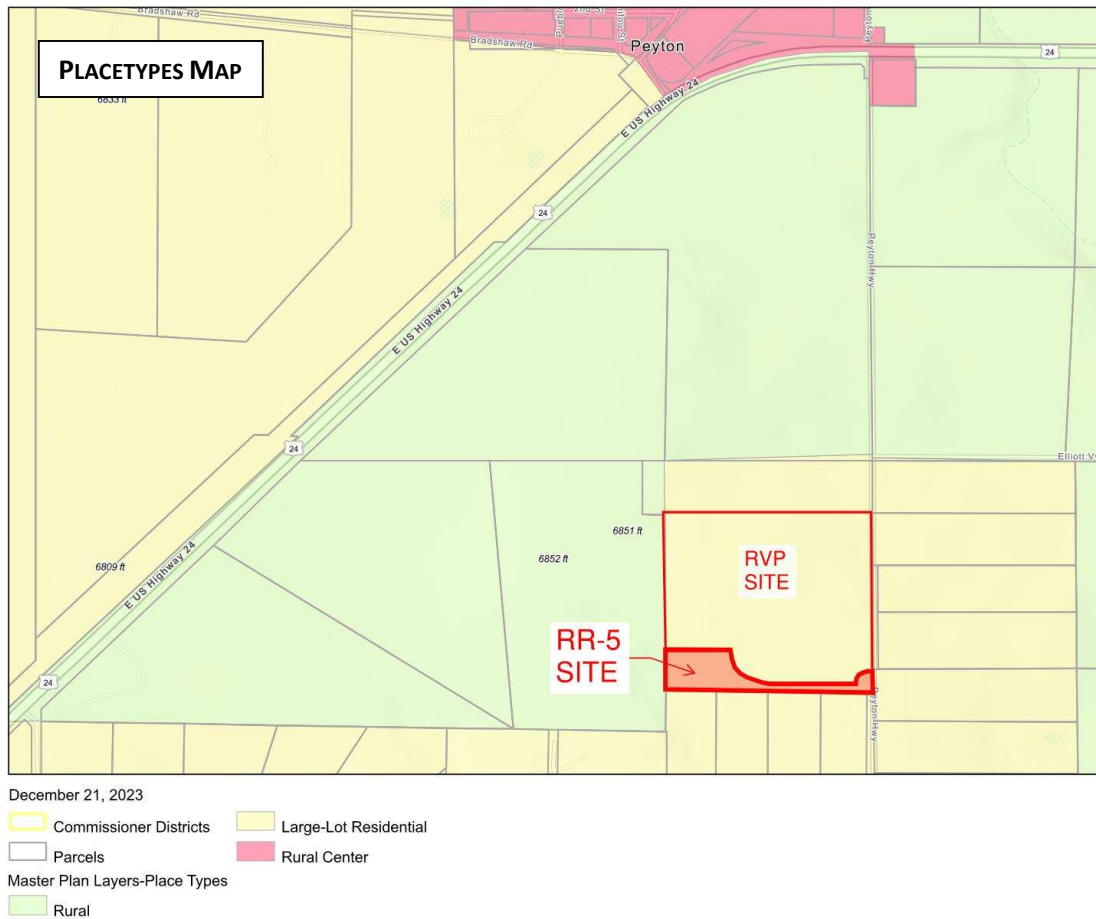 Bradshaw Rd
2nd St
Bradshaw Rd
Peyton
24
PLACETYPES MAP
6833 ft
E US Highway 24
24
Peyton Hwy
E US Highway 24
24
Elliott
6851 ft
6852 ft
6809 ft
E US Highway 24
RVP
SITE
RR-5
SITE
24
Peyton Hwy
December 21, 2023
Commissioner Districts
Large-Lot Residential
Parcels
Rural Center
Master Plan Layers-Place Types
Rural